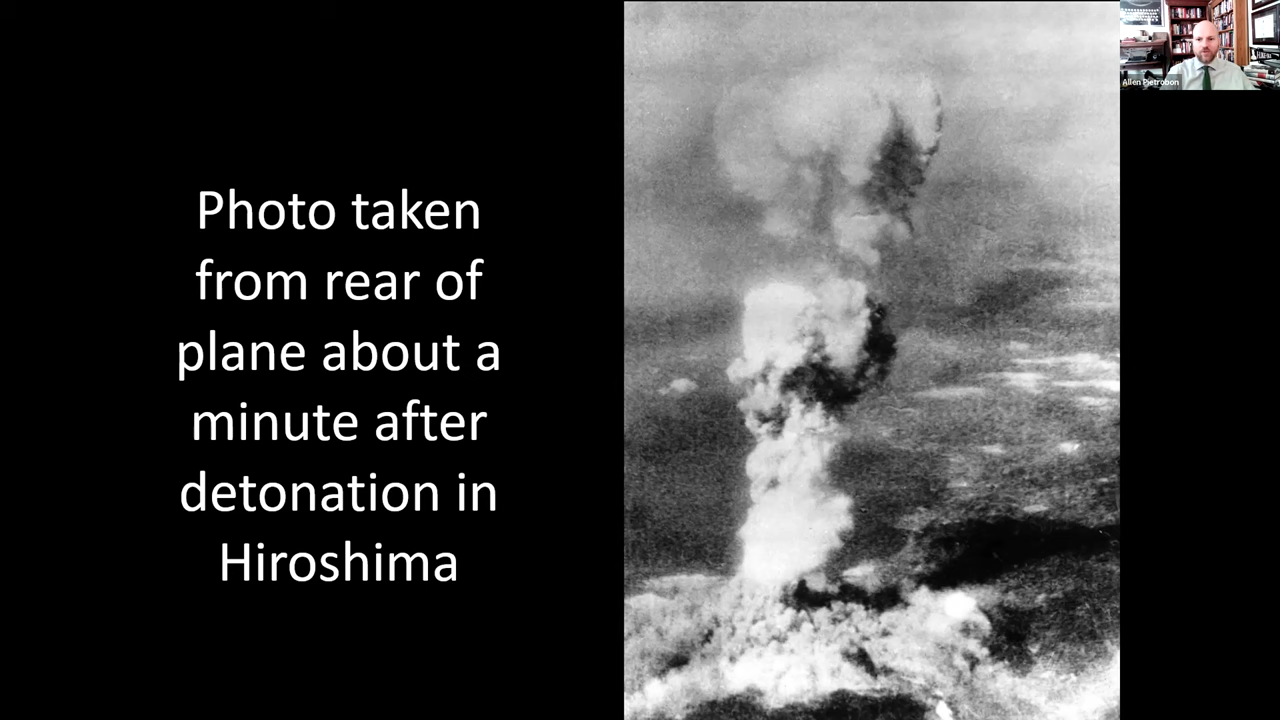 Photo taken
from rear of
plane about a
minute after
detonation in
Hiroshima
Allen Pietrobon